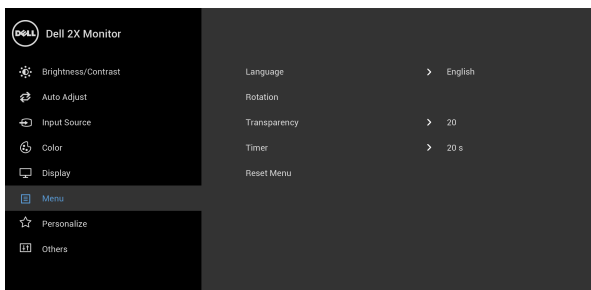 DELL Dell 2X Monitor
Brightness/Contrast
Auto Adjust
Input Source
Color
Display
Menu
Personalize
Others
Language > English
Rotation
Transparency > 20
Timer > 20 s
Reset Menu